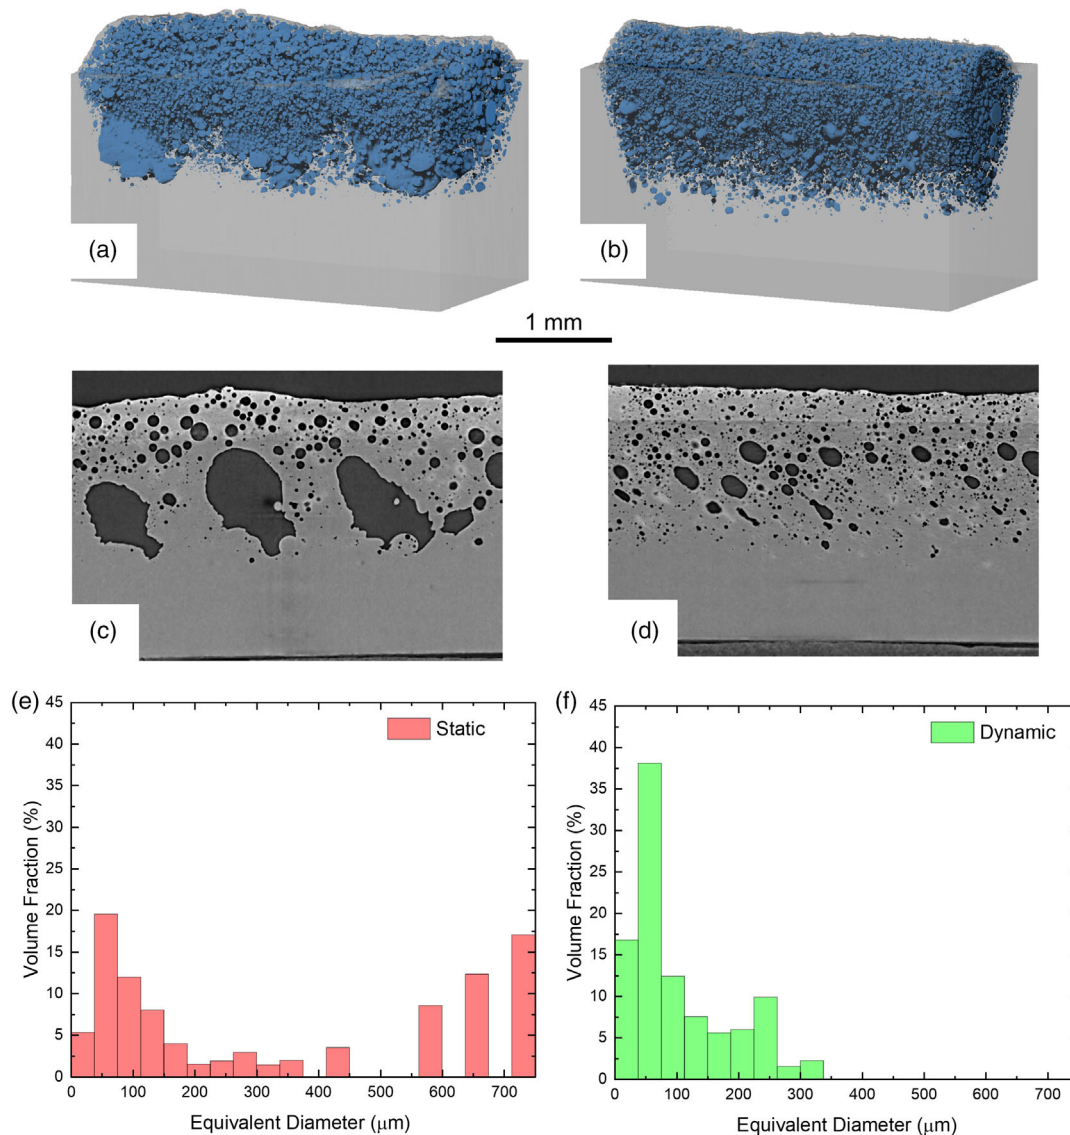 (a)
(b)
1 mm
(c)
(d)
(e)
45
40
35
30
25
20
15
10
5
0
Volume Fraction (%)
Static
0 100 200 300 400 500 600 700
Equivalent Diameter (μm)
(f)
45
40
35
30
25
20
15
10
5
0
Volume Fraction (%)
Dynamic
0 100 200 300 400 500 600 700
Equivalent Diameter (μm)